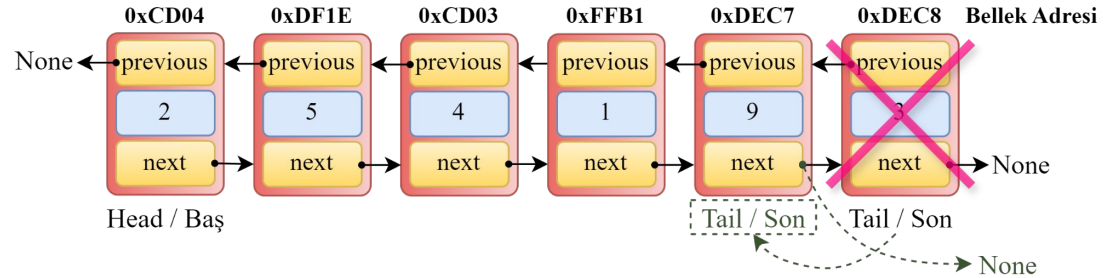 0xCD04 0xDF1E 0xCD03 0xFFB1 0xDEC7 0xDEC8 Bellek Adresi
None previous previous previous previous previous previous
2 5 4 1 9 3
next next next next next next None
Head / Baş Tail / Son Tail / Son
None